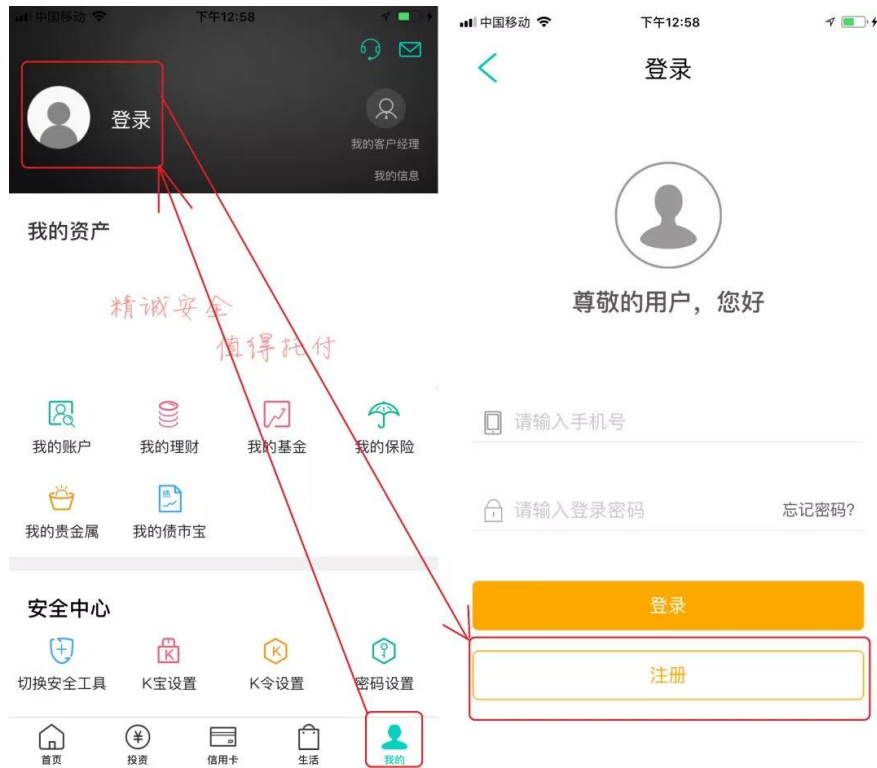 中国移动 下午12:58
登录
我的客户经理
我的信息
我的资产
精诚安全
值得托付
我的账户 我的理财 我的基金 我的保险
我的贵金属 我的债市宝
安全中心
切换安全工具 K宝设置 K令设置 密码设置
首页 投资 信用卡 生活 我的
中国移动 下午12:58
登录
尊敬的用户，您好
请输入手机号
请输入登录密码 忘记密码?
登录
注册